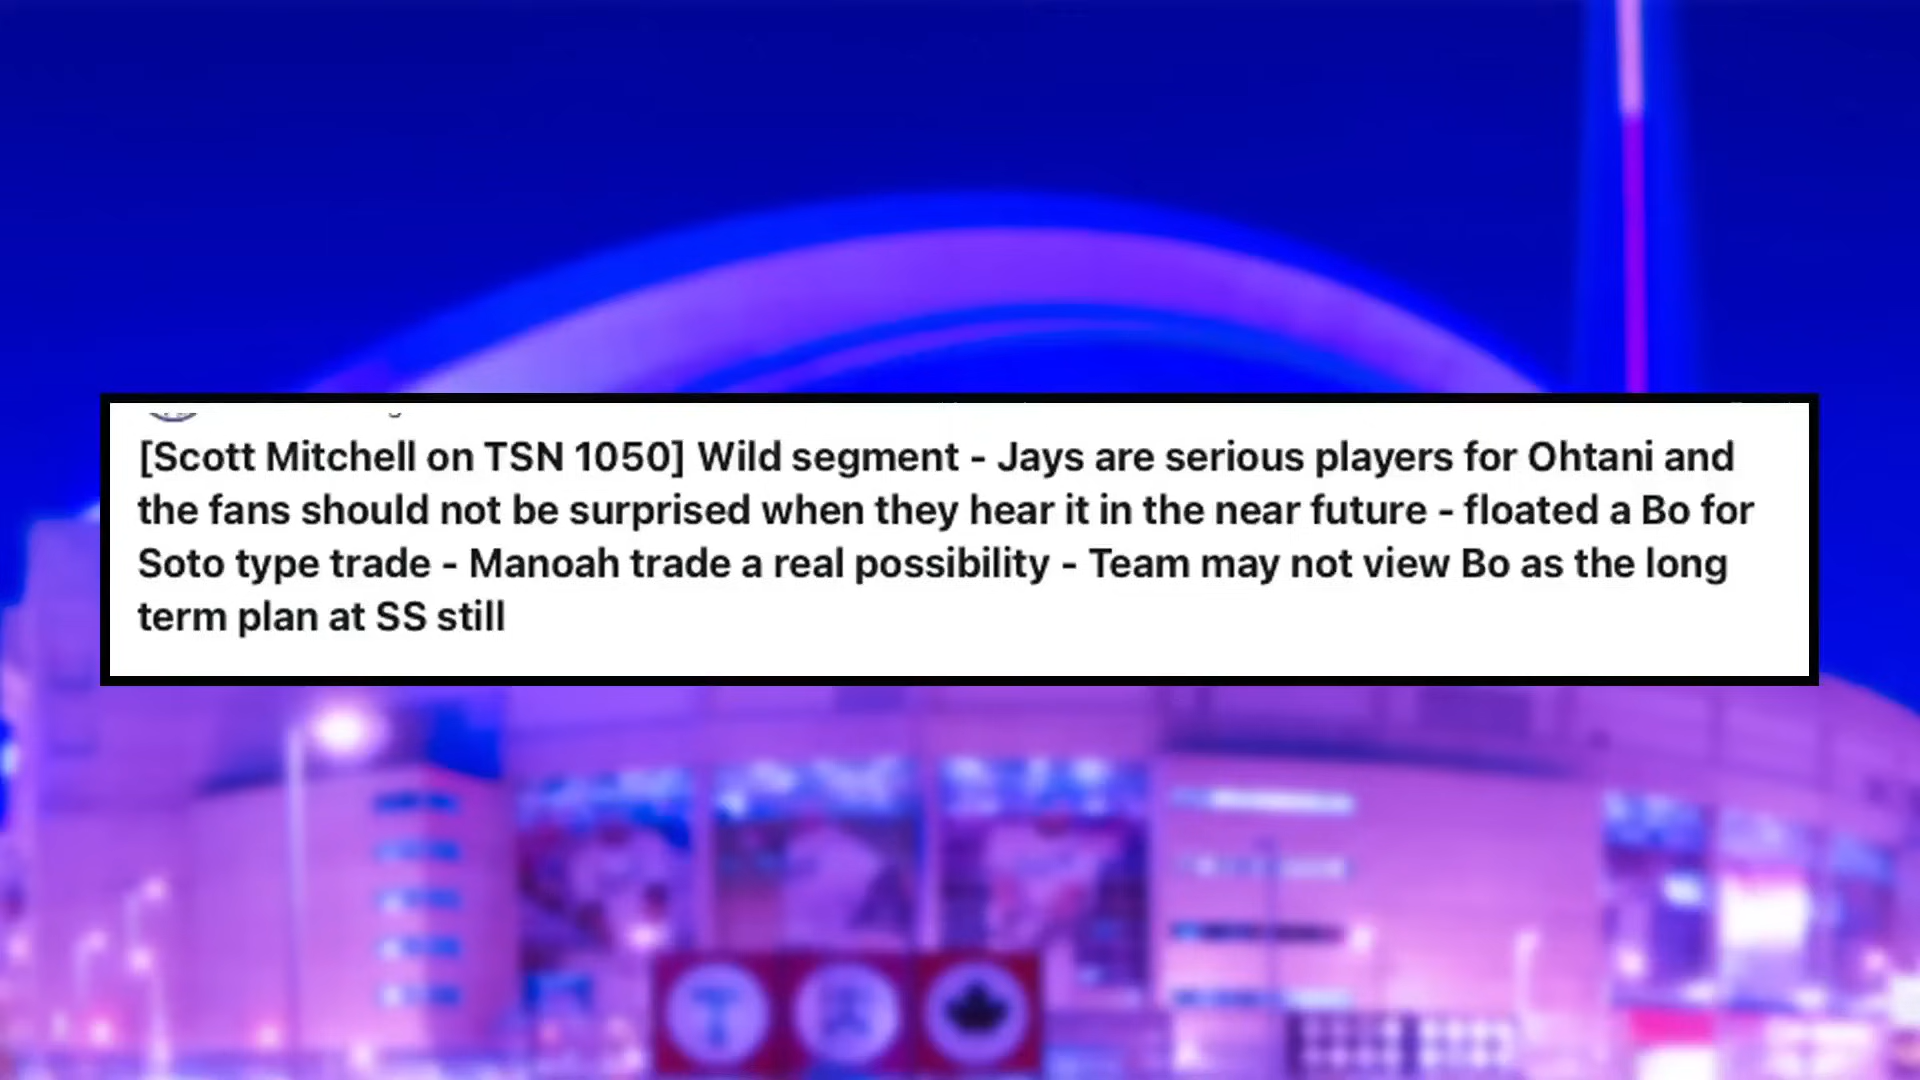 [Scott Mitchell on TSN 1050] Wild segment - Jays are serious players for Ohtani and
the fans should not be surprised when they hear it in the near future - floated a Bo for
Soto type trade - Manoah trade a real possibility - Team may not view Bo as the long
term plan at SS still